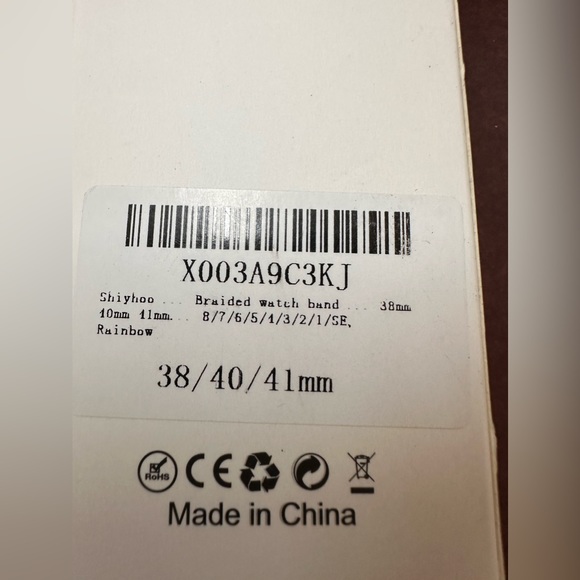 X003A9C3KJ
Shiyhoo ... Braided watch band ... 38mm
40mm 41mm... 8/7/6/5/4/3/2/1/SE,
Rainbow
38/40/41mm
RoHS CE
Made in China